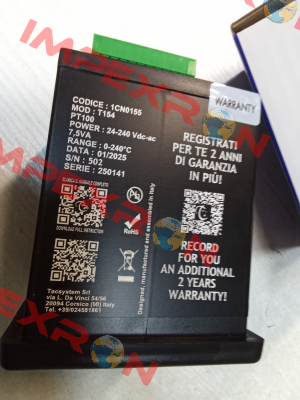 WARRANTY
CODICE : 1CN0155
MOD : T154
PT100
POWER : 24-240 Vdc-ac
7,5VA
RANGE : 0-240°C
DATA : 01/2025
S/N : 502
SERIE : 250141
DOWNLOAD FULL INSTRUCTION
RoHS
Designed, manufactured and assembled in Italy
Tecsystem Srl
via L. Da Vinci 54/56
20094 Corsico (MI) Italy
Tel. +39/024581861
REGISTRATI
PER TE 2 ANNI
DI GARANZIA
IN PIÙ!
RECORD
FOR YOU
AN ADDITIONAL
2 YEARS
WARRANTY!
IMPEXRON